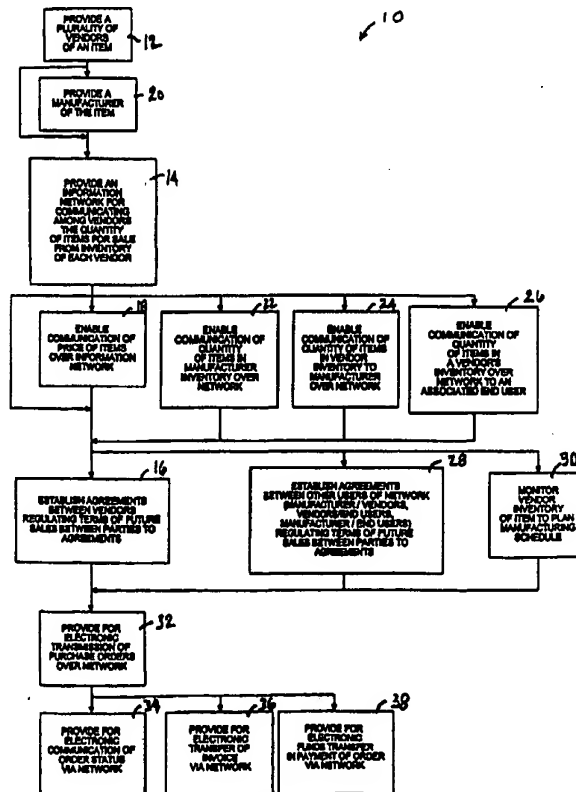 10
PROVIDE A
PLURALITY OF
VENDORS
OF AN ITEM
12
PROVIDE A
MANUFACTURER
OF THE ITEM
20
PROVIDE AN
INFORMATION
NETWORK FOR
COMMUNICATING
AMONG VENDORS
THE QUANTITY
OF ITEMS FOR SALE
FROM INVENTORY
OF EACH VENDOR
14
ENABLE
COMMUNICATION OF
PRICE OF ITEMS
OVER INFORMATION
NETWORK
18
ENABLE
COMMUNICATION
OF QUANTITY
OF ITEMS IN
MANUFACTURER
INVENTORY OVER
NETWORK
22
ENABLE
COMMUNICATION OF
QUANTITY OF ITEMS
IN VENDOR
INVENTORY TO
MANUFACTURER
OVER NETWORK
24
ENABLE
COMMUNICATION OF
QUANTITY
OF ITEMS IN
A VENDOR'S
INVENTORY OVER
NETWORK TO AN
ASSOCIATED END USER
26
ESTABLISH AGREEMENTS
BETWEEN VENDORS
REGULATING TERMS OF FUTURE
SALES BETWEEN PARTIES TO
AGREEMENTS
16
ESTABLISH AGREEMENTS
BETWEEN OTHER USERS OF NETWORK
(MANUFACTURER / VENDORS,
VENDORS/END USERS,
MANUFACTURER / END USERS)
REGULATING TERMS OF FUTURE
SALES BETWEEN PARTIES TO
AGREEMENTS
28
MONITOR
VENDOR
INVENTORY
OF ITEM TO PLAN
MANUFACTURING
SCHEDULE
30
PROVIDE FOR
ELECTRONIC
TRANSMISSION OF
PURCHASE ORDERS
OVER NETWORK
32
PROVIDE FOR
ELECTRONIC
COMMUNICATION OF
ORDER STATUS
VIA NETWORK
34
PROVIDE FOR
ELECTRONIC
TRANSFER OF
INVOICE
VIA NETWORK
36
PROVIDE FOR
ELECTRONIC
FUNDS TRANSFER
IN PAYMENT OF ORDER
VIA NETWORK
38